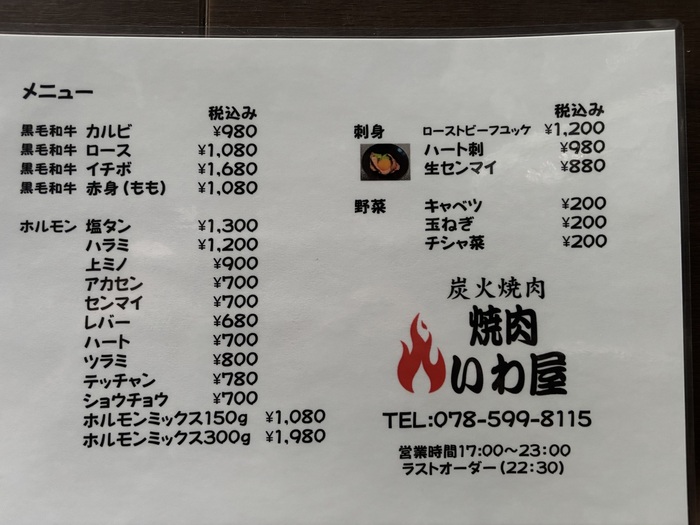 メニュー
税込み
黒毛和牛 カルビ ¥980
黒毛和牛 ロース ¥1,080
黒毛和牛 イチボ ¥1,680
黒毛和牛 赤身(もも) ¥1,080
ホルモン 塩タン ¥1,300
ハラミ ¥1,200
上ミノ ¥900
アカセン ¥700
センマイ ¥700
レバー ¥680
ハート ¥700
ツラミ ¥800
テッチャン ¥780
ショウチョウ ¥700
ホルモンミックス150g ¥1,080
ホルモンミックス300g ¥1,980
税込み
刺身 ローストビーフユッケ ¥1,200
ハート刺 ¥980
生センマイ ¥880
野菜 キャベツ ¥200
玉ねぎ ¥200
チシャ菜 ¥200
炭火焼肉
焼肉
いわ屋
TEL:078-599-8115
営業時間17:00～23:00
ラストオーダー(22:30)